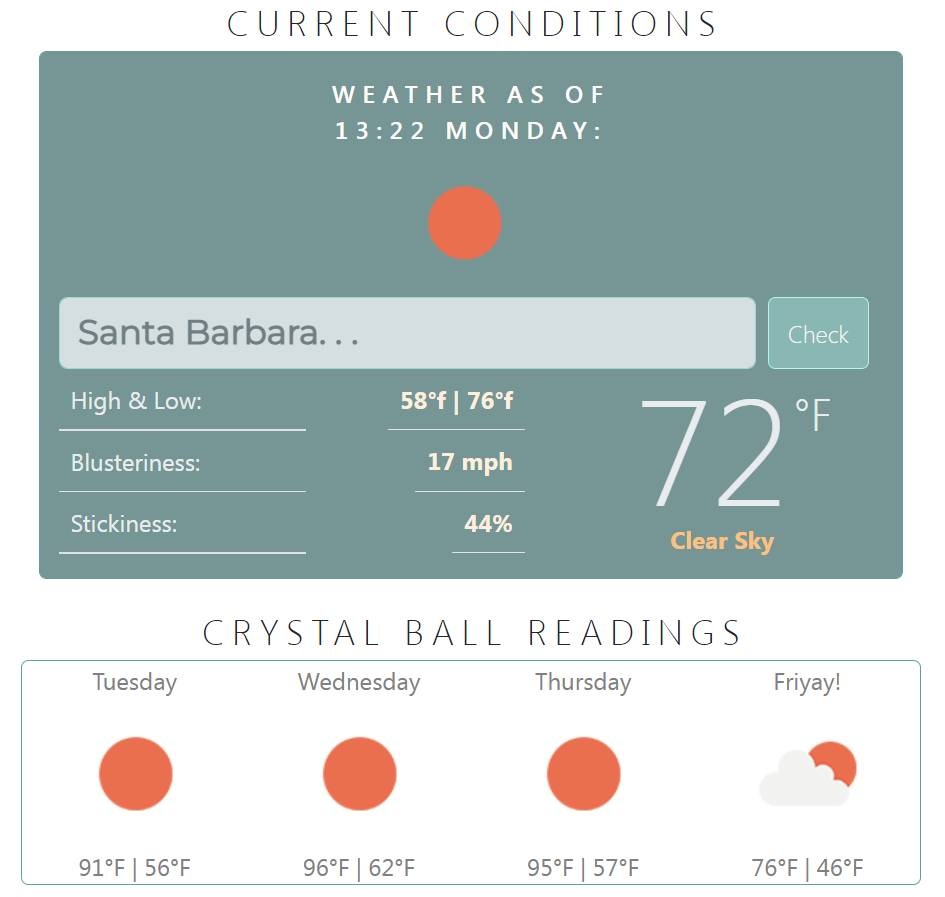 CURRENT CONDITIONS
WEATHER AS OF
13:22 MONDAY:
Santa Barbara. . .
Check
High & Low:
58°f | 76°f
72°F
Blusteriness:
17 mph
Stickiness:
44%
Clear Sky
CRYSTAL BALL READINGS
Tuesday
Wednesday
Thursday
Friyay!
91°F | 56°F
96°F | 62°F
95°F | 57°F
76°F | 46°F